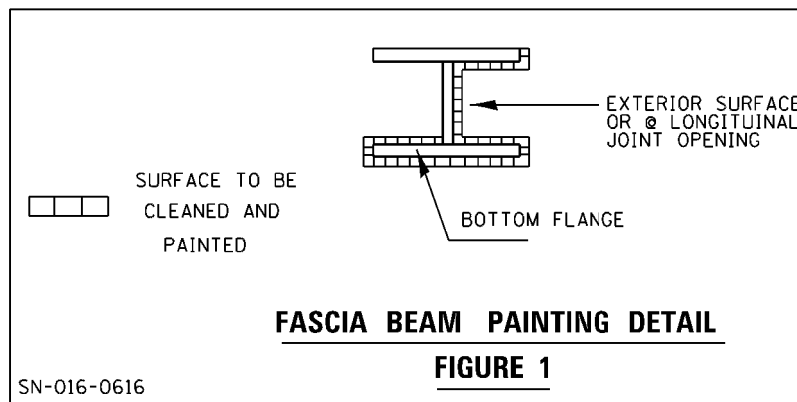 EXTERIOR SURFACE
OR @ LONGITUINAL
JOINT OPENING
SURFACE TO BE
CLEANED AND
PAINTED
BOTTOM FLANGE
FASCIA BEAM PAINTING DETAIL
FIGURE 1
SN-016-0616